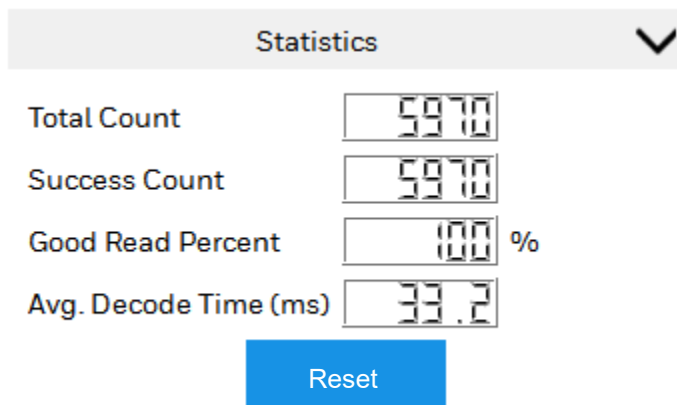 Statistics
Total Count 5970
Success Count 5970
Good Read Percent 100 %
Avg. Decode Time (ms) 33.2
Reset